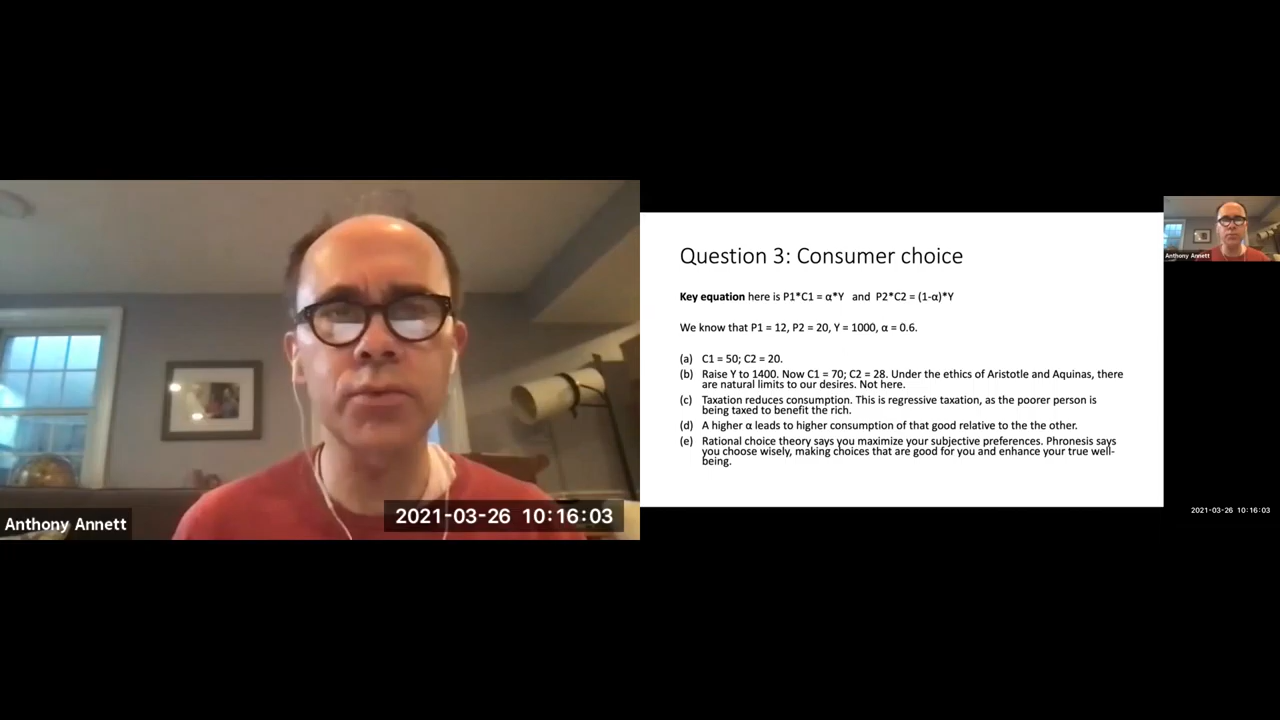 Anthony Annett
2021-03-26 10:16:03
Question 3: Consumer choice
Key equation here is P1*C1 = α*Y and P2*C2 = (1-α)*Y
We know that P1 = 12, P2 = 20, Y = 1000, α = 0.6.
(a) C1 = 50; C2 = 20.
(b) Raise Y to 1400. Now C1 = 70; C2 = 28. Under the ethics of Aristotle and Aquinas, there
are natural limits to our desires. Not here.
(c) Taxation reduces consumption. This is regressive taxation, as the poorer person is
being taxed to benefit the rich.
(d) A higher α leads to higher consumption of that good relative to the the other.
(e) Rational choice theory says you maximize your subjective preferences. Phronesis says
you choose wisely, making choices that are good for you and enhance your true well-
being.
Anthony Annett
2021-03-26 10:16:03